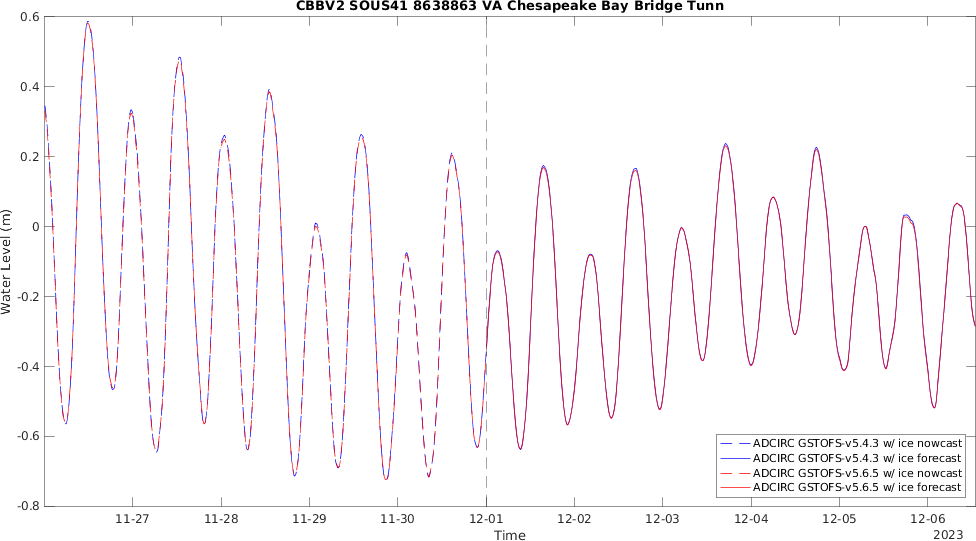 CBBV2 SOUS41 8638863 VA Chesapeake Bay Bridge Tunn
0.6
0.4
0.2
0
-0.2
-0.4
-0.6
-0.8
Water Level (m)
ADCIRC GSTOFS-v5.4.3 w/ ice nowcast
ADCIRC GSTOFS-v5.4.3 w/ ice forecast
ADCIRC GSTOFS-v5.6.5 w/ ice nowcast
ADCIRC GSTOFS-v5.6.5 w/ ice forecast
11-27 11-28 11-29 11-30 12-01 12-02 12-03 12-04 12-05 12-06
Time
2023